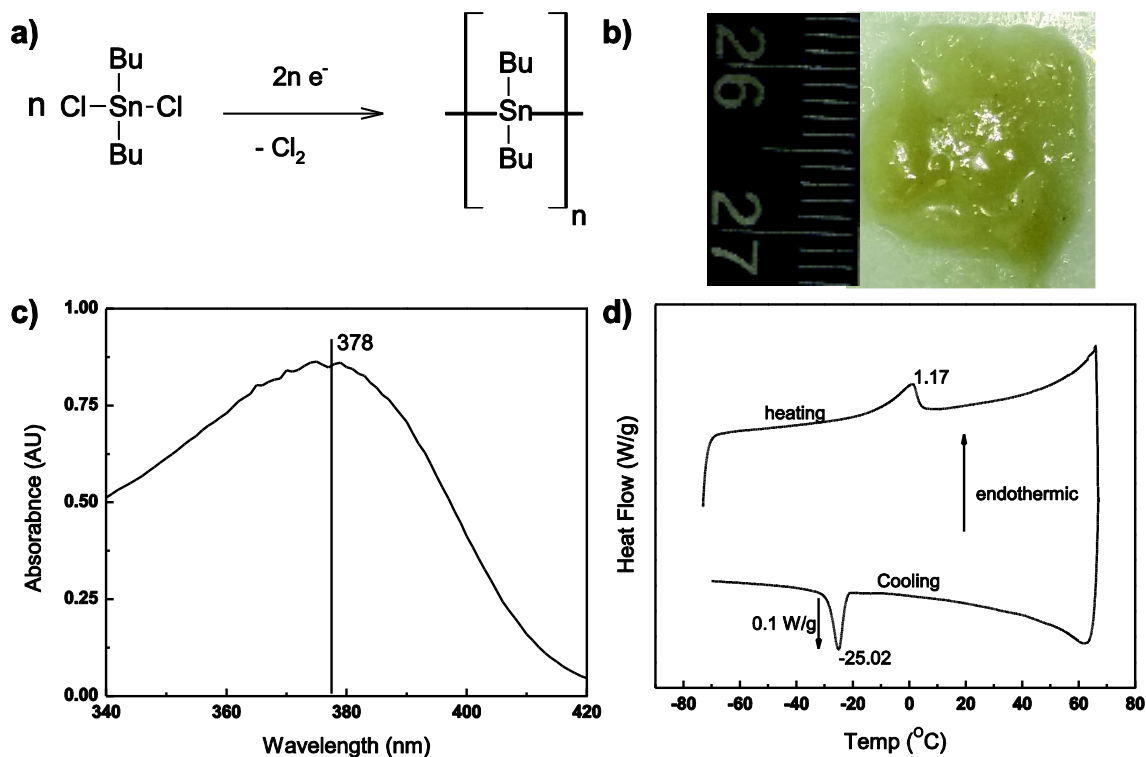 a)
Bu
2n e-
n Cl-Sn-Cl
Bu
- Cl2
Bu
Sn
Bu
n
b)
26
27
c)
1.00
0.75
0.50
0.25
0.00
Absorabnce (AU)
378
340 360 380 400 420
Wavelength (nm)
d)
Heat Flow (W/g)
1.17
heating
endothermic
Cooling
0.1 W/g
-25.02
-80 -60 -40 -20 0 20 40 60 80
Temp (OC)